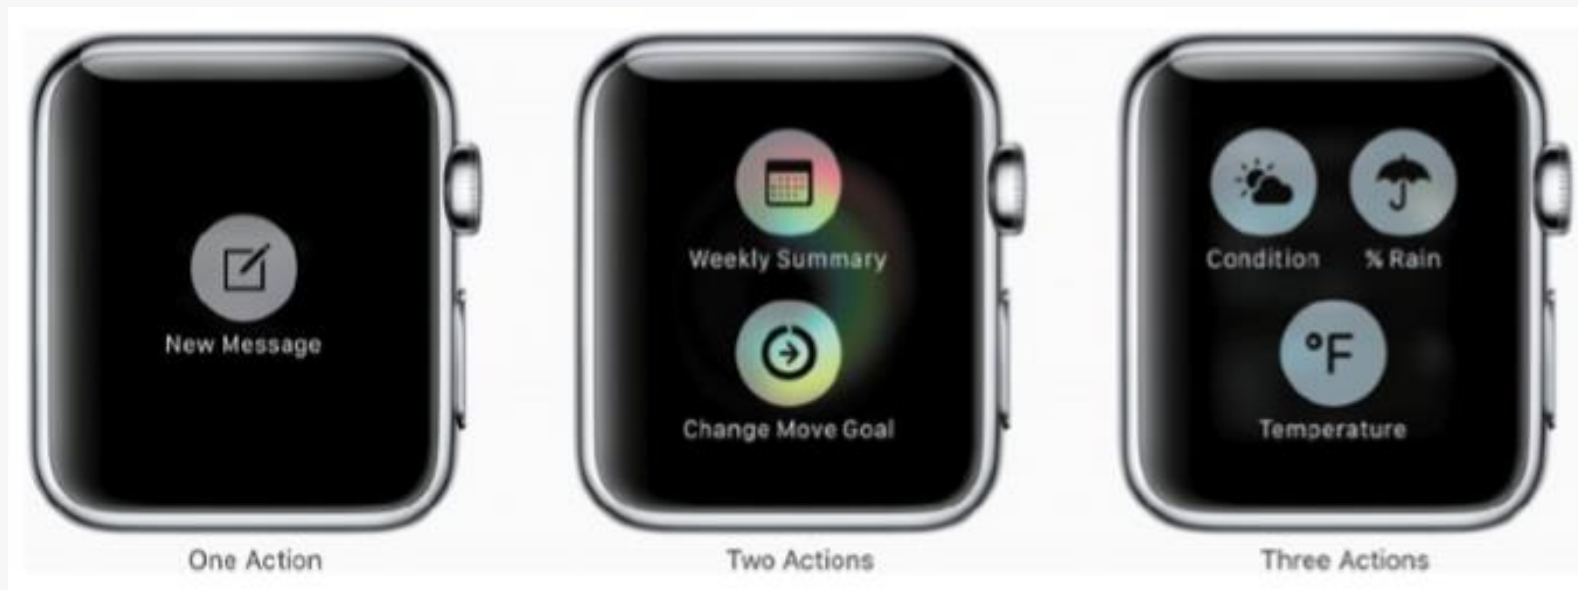 New Message
One Action
Weekly Summary
Change Move Goal
Two Actions
Condition
% Rain
°F
Temperature
Three Actions